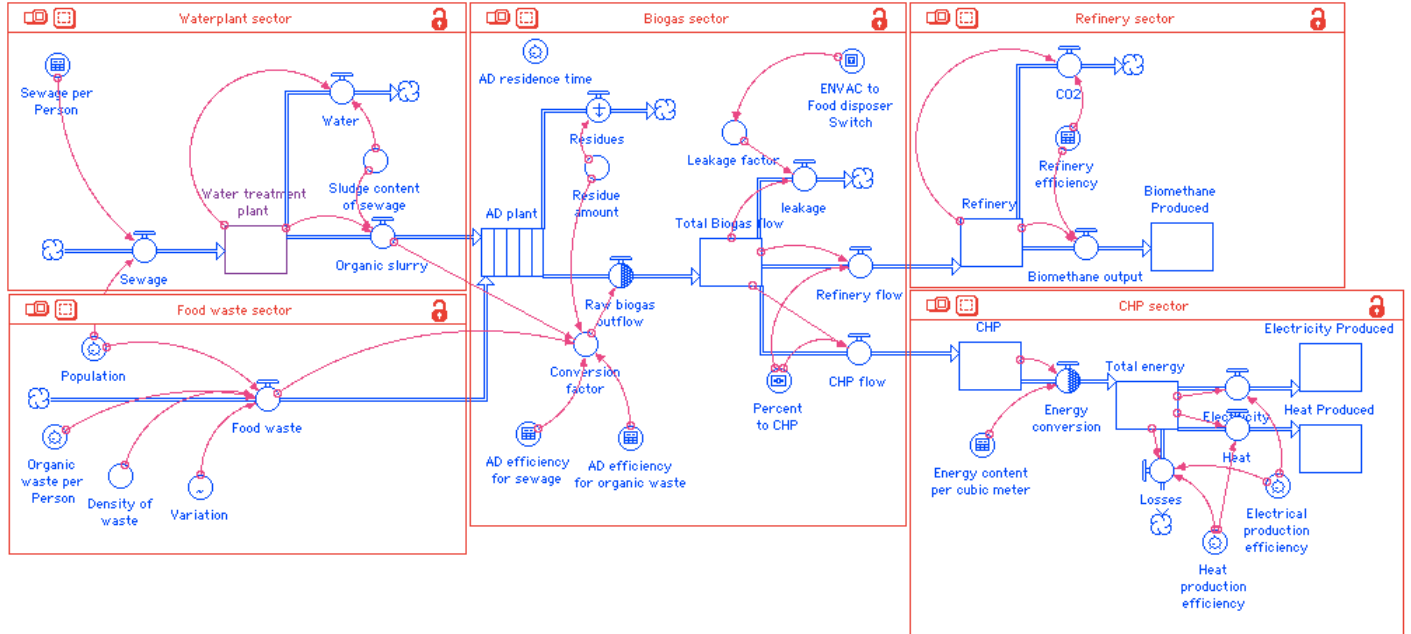 Waterplant sector
Sewage per
Person
Water
Sludge content
of sewage
Water treatment
plant
Sewage
Organic slurry
Food waste sector
Population
Food waste
Organic
waste per
Person
Density of
waste
Variation
Biogas sector
AD residence time
ENVAC to
Food disposer
Switch
Residues
Leakage factor
Residue
amount
leakage
AD plant
Total Biogas flow
Refinery flow
Raw biogas
outflow
Conversion
factor
CHP flow
Percent
to CHP
AD efficiency
for sewage
AD efficiency
for organic waste
Refinery sector
CO2
Refinery
efficiency
Biomethane
Produced
Refinery
Biomethane output
CHP sector
CHP
Electricity Produced
Total energy
Energy
conversion
Electricity
Heat Produced
Heat
Energy content
per cubic meter
Losses
Electrical
production
efficiency
Heat
production
efficiency